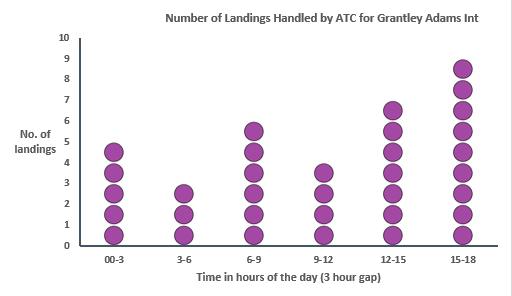 Number of Landings Handled by ATC for Grantley Adams Int
10
9
8
7
6
5
4
3
2
1
0
No. of
landings
00-3 3-6 6-9 9-12 12-15 15-18
Time in hours of the day (3 hour gap)